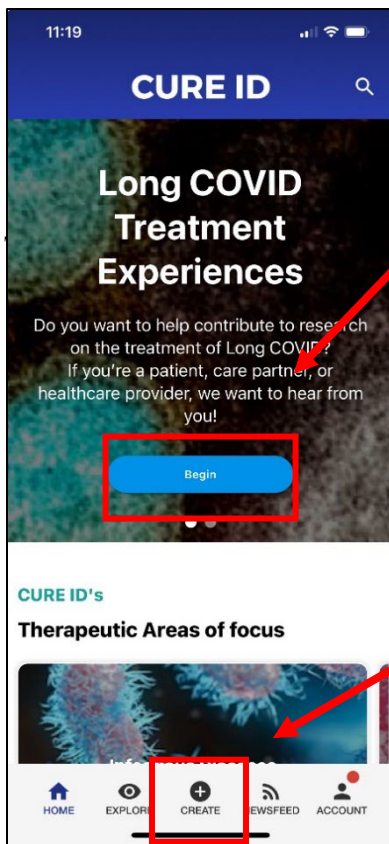 11:19
CURE ID
Long COVID
Treatment
Experiences
Do you want to help contribute to research
on the treatment of Long COVID?
If you're a patient, care partner, or
healthcare provider, we want to hear from
you!
Begin
CURE ID's
Therapeutic Areas of focus
HOME EXPLORE CREATE NEWSFEED ACCOUNT